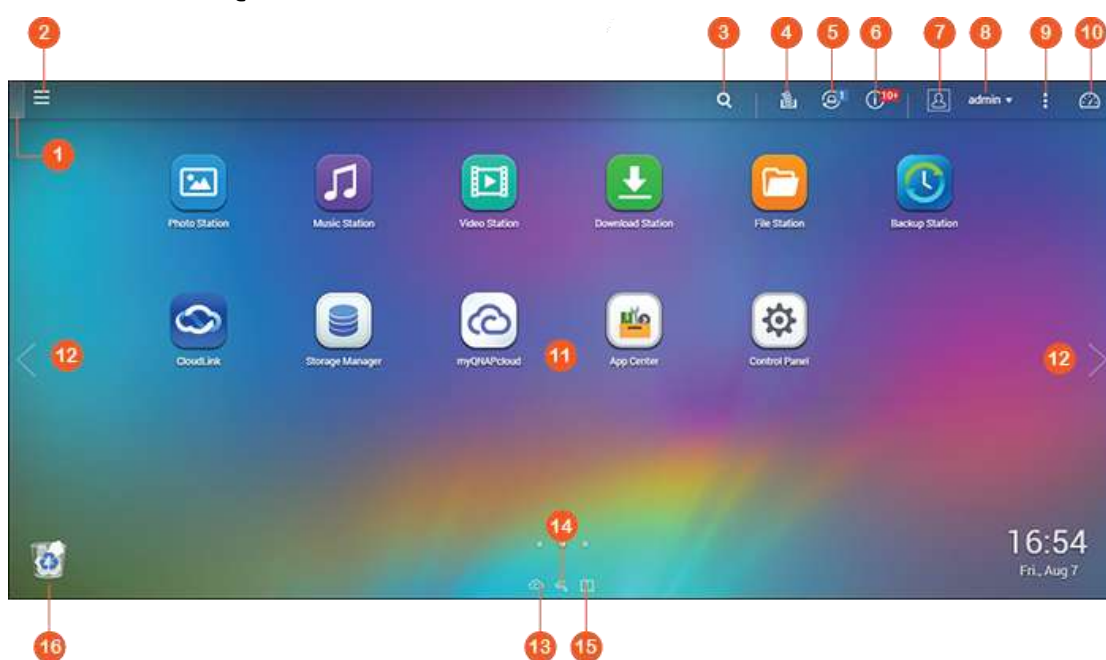 2 3 4 5 6 7 8 9 10
1 10+ admin
1
Photo Station Music Station Video Station Download Station File Station Backup Station
12 11 12
CloudLink Storage Manager myQNAPcloud App Center Control Panel
14
16:54
Fri., Aug 7
16 13 15